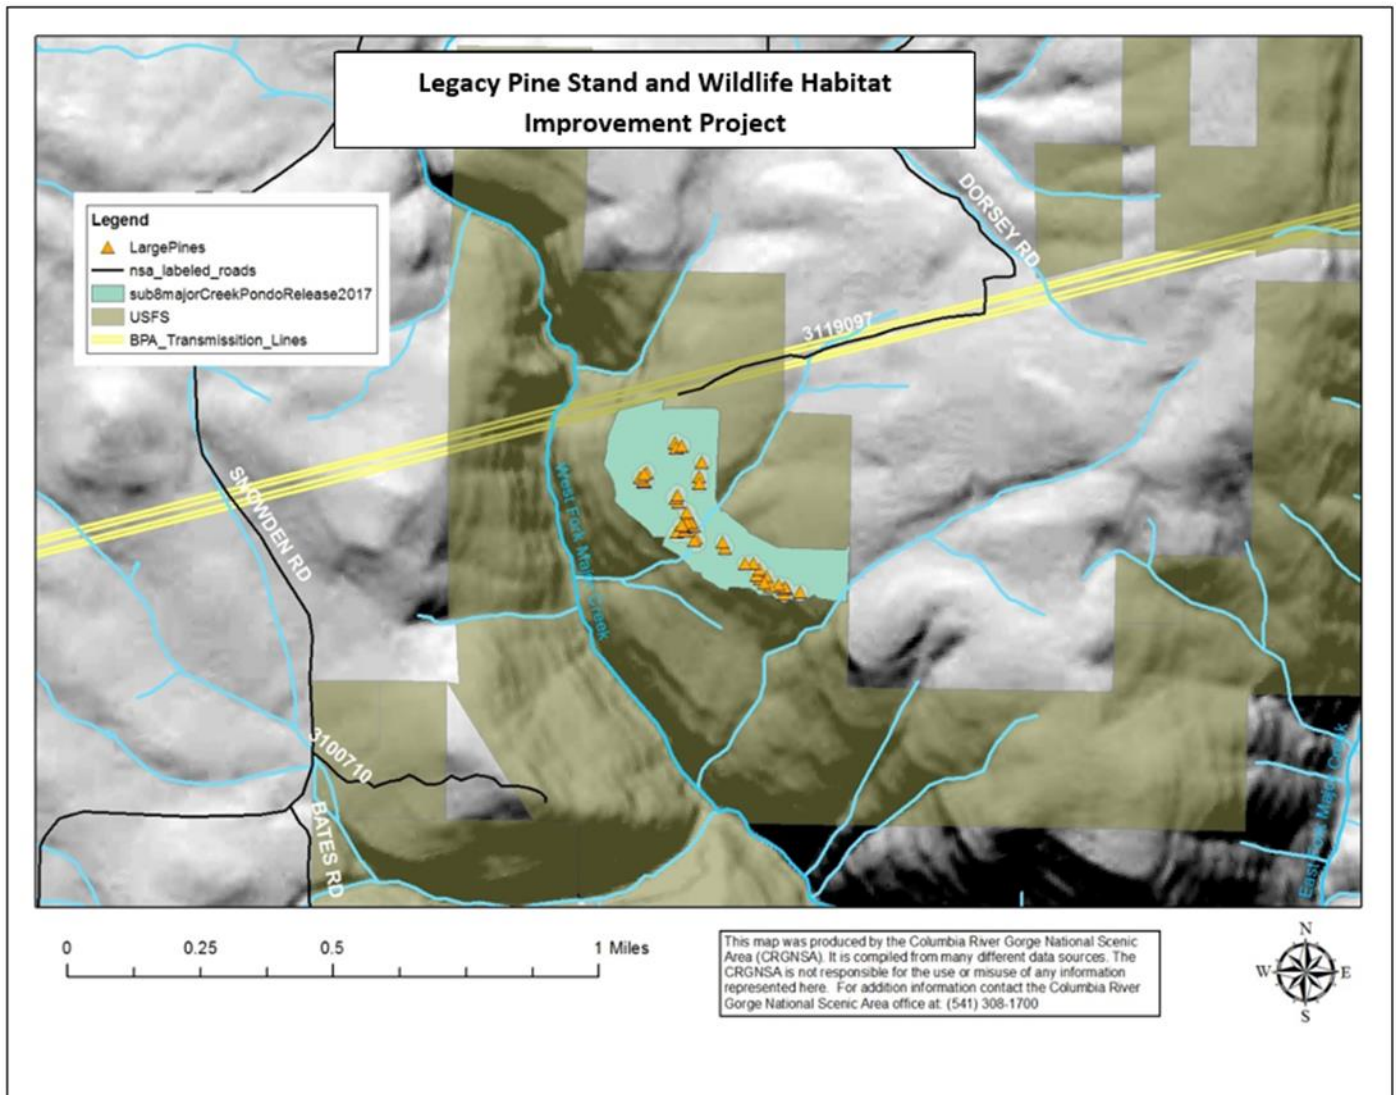 Legacy Pine Stand and Wildlife Habitat
Improvement Project
DORSEY RD
Legend
LargePines
nsa_labeled_roads
sub8majorCreekPondoRelease2017
USFS
BPA_Transmissition_Lines
3119097
SNOWDEN RD
West Fork Major Creek
3100710
BATES RD
East Fork Major Creek
0 0.25 0.5 1 Miles
This map was produced by the Columbia River Gorge National Scenic
Area (CRGNSA). It is compiled from many different data sources. The
CRGNSA is not responsible for the use or misuse of any information
represented here. For addition information contact the Columbia River
Gorge National Scenic Area office at: (541) 308-1700
N
W E
S